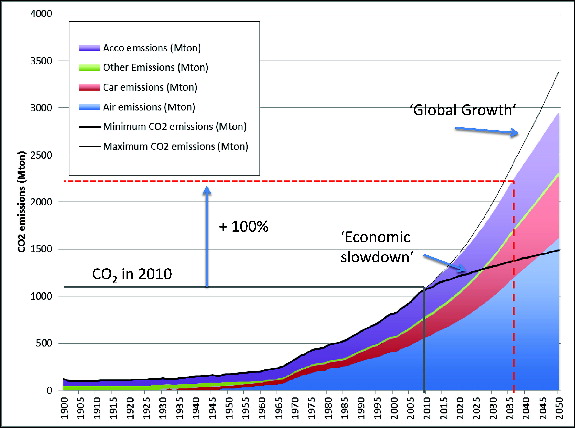 4000
3500
3000
2500
2000
1500
1000
500
0
CO2 emissions (Mton)
Acco emissions (Mton)
Other Emissions (Mton)
Car emissions (Mton)
Air emissions (Mton)
Minimum CO2 emissions (Mton)
Maximum CO2 emissions (Mton)
'Global Growth'
+ 100%
'Economic
slowdown'
CO₂ in 2010
1900 1905 1910 1915 1920 1925 1930 1935 1940 1945 1950 1955 1960 1965 1970 1975 1980 1985 1990 1995 2000 2005 2010 2015 2020 2025 2030 2035 2040 2045 2050